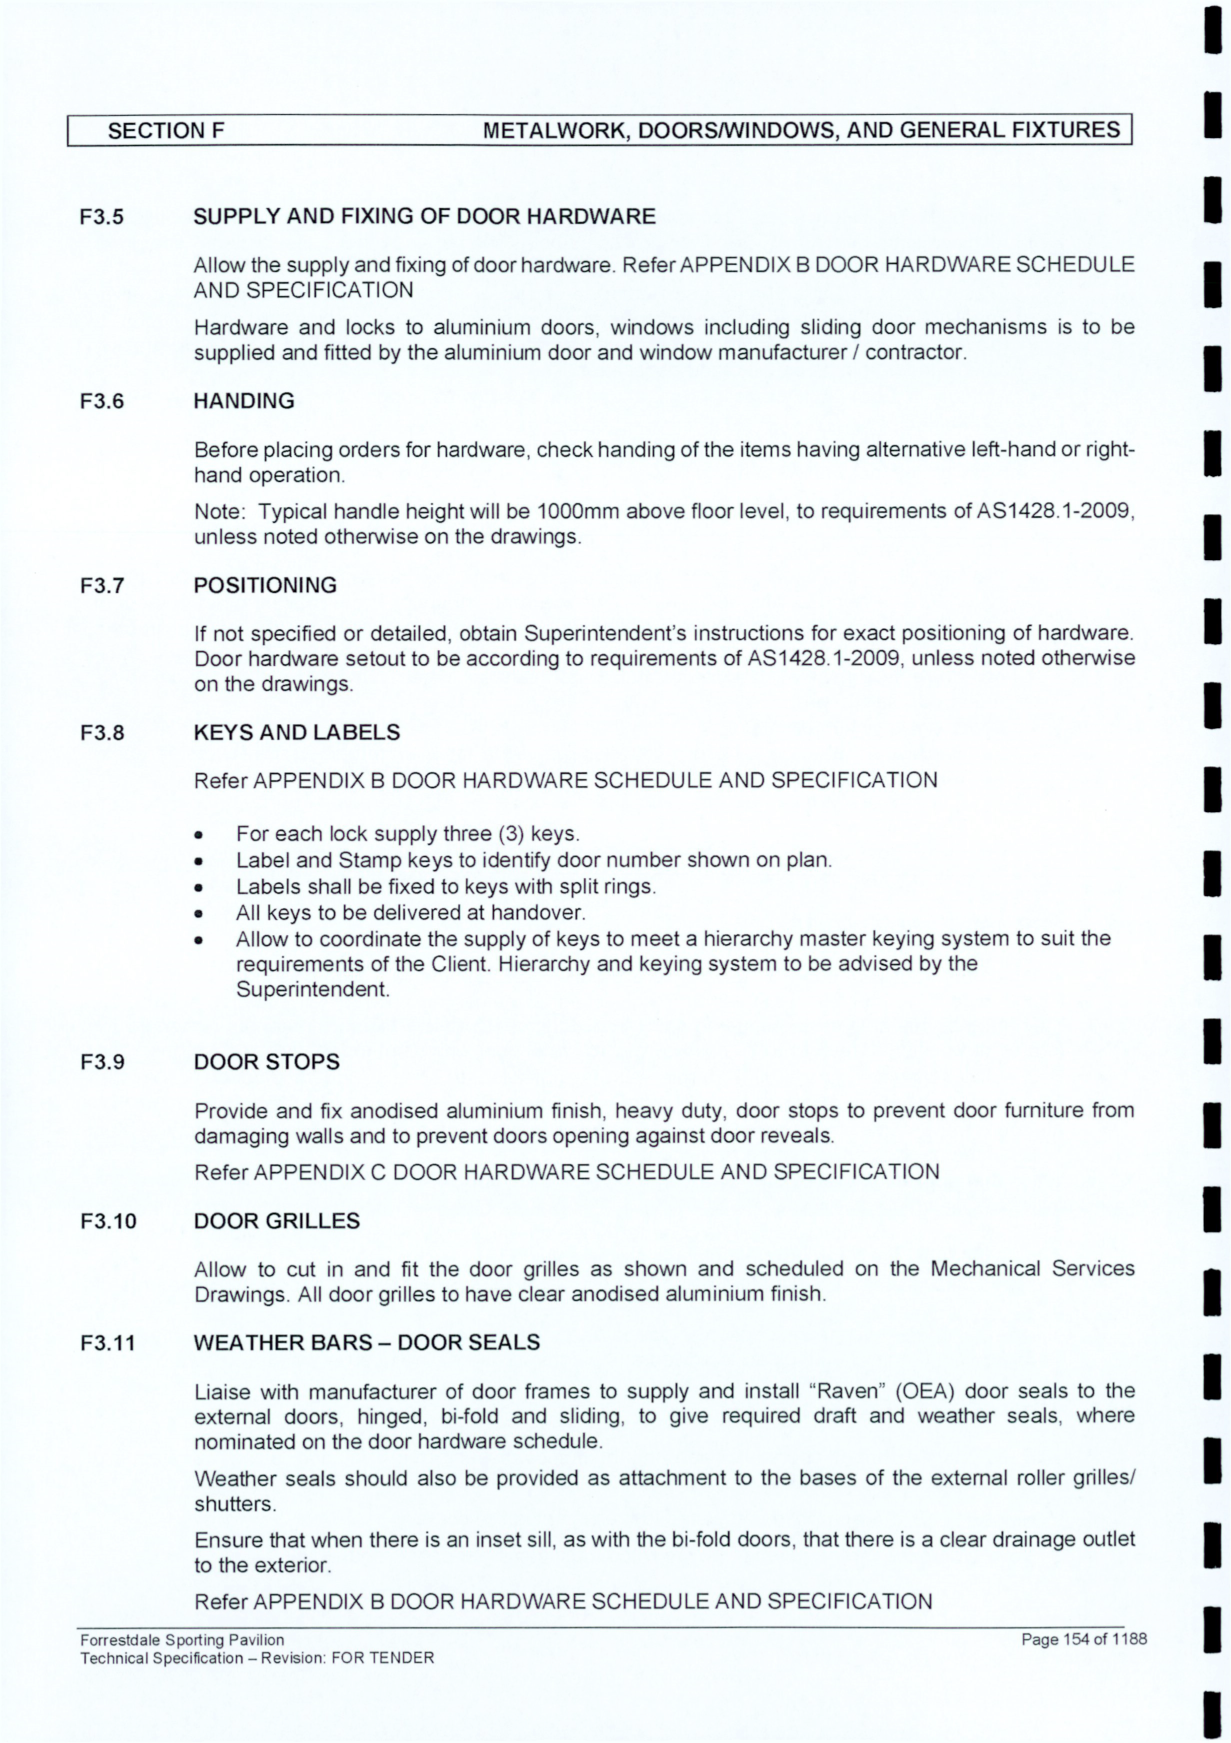 SECTION F METALWORK, DOORS/WINDOWS, AND GENERAL FIXTURES
F3.5 SUPPLY AND FIXING OF DOOR HARDWARE
Allow the supply and fixing of door hardware. Refer APPENDIX B DOOR HARDWARE SCHEDULE
AND SPECIFICATION
Hardware and locks to aluminium doors, windows including sliding door mechanisms is to be
supplied and fitted by the aluminium door and window manufacturer / contractor.
F3.6 HANDING
Before placing orders for hardware, check handing of the items having alternative left-hand or right-
hand operation.
Note: Typical handle height will be 1000mm above floor level, to requirements of AS1428.1-2009,
unless noted otherwise on the drawings.
F3.7 POSITIONING
If not specified or detailed, obtain Superintendent's instructions for exact positioning of hardware.
Door hardware setout to be according to requirements of AS1428.1-2009, unless noted otherwise
on the drawings.
F3.8 KEYS AND LABELS
Refer APPENDIX B DOOR HARDWARE SCHEDULE AND SPECIFICATION
• For each lock supply three (3) keys.
• Label and Stamp keys to identify door number shown on plan.
• Labels shall be fixed to keys with split rings.
• All keys to be delivered at handover.
• Allow to coordinate the supply of keys to meet a hierarchy master keying system to suit the
requirements of the Client. Hierarchy and keying system to be advised by the
Superintendent.
F3.9 DOOR STOPS
Provide and fix anodised aluminium finish, heavy duty, door stops to prevent door furniture from
damaging walls and to prevent doors opening against door reveals.
Refer APPENDIX C DOOR HARDWARE SCHEDULE AND SPECIFICATION
F3.10 DOOR GRILLES
Allow to cut in and fit the door grilles as shown and scheduled on the Mechanical Services
Drawings. All door grilles to have clear anodised aluminium finish.
F3.11 WEATHER BARS – DOOR SEALS
Liaise with manufacturer of door frames to supply and install “Raven” (OEA) door seals to the
external doors, hinged, bi-fold and sliding, to give required draft and weather seals, where
nominated on the door hardware schedule.
Weather seals should also be provided as attachment to the bases of the external roller grilles/
shutters.
Ensure that when there is an inset sill, as with the bi-fold doors, that there is a clear drainage outlet
to the exterior.
Refer APPENDIX B DOOR HARDWARE SCHEDULE AND SPECIFICATION
Forrestdale Sporting Pavilion Page 154 of 1188
Technical Specification – Revision: FOR TENDER